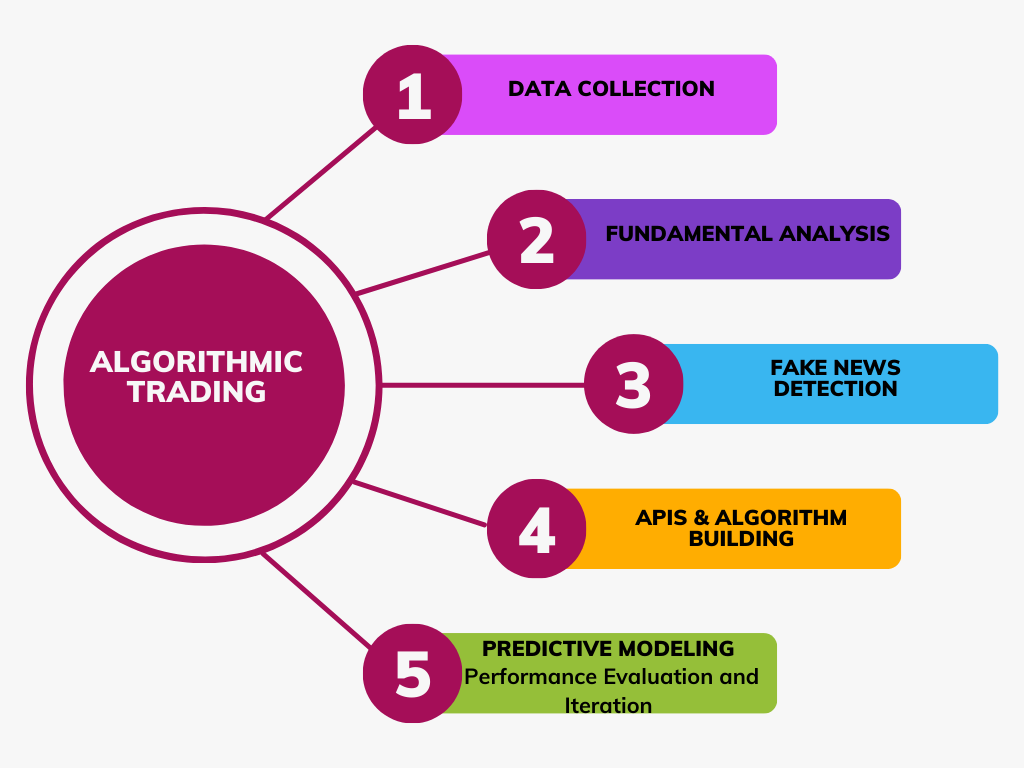 ALGORITHMIC
TRADING
1
DATA COLLECTION
2
FUNDAMENTAL ANALYSIS
3
FAKE NEWS
DETECTION
4
APIS & ALGORITHM
BUILDING
5
PREDICTIVE MODELING
Performance Evaluation and
Iteration